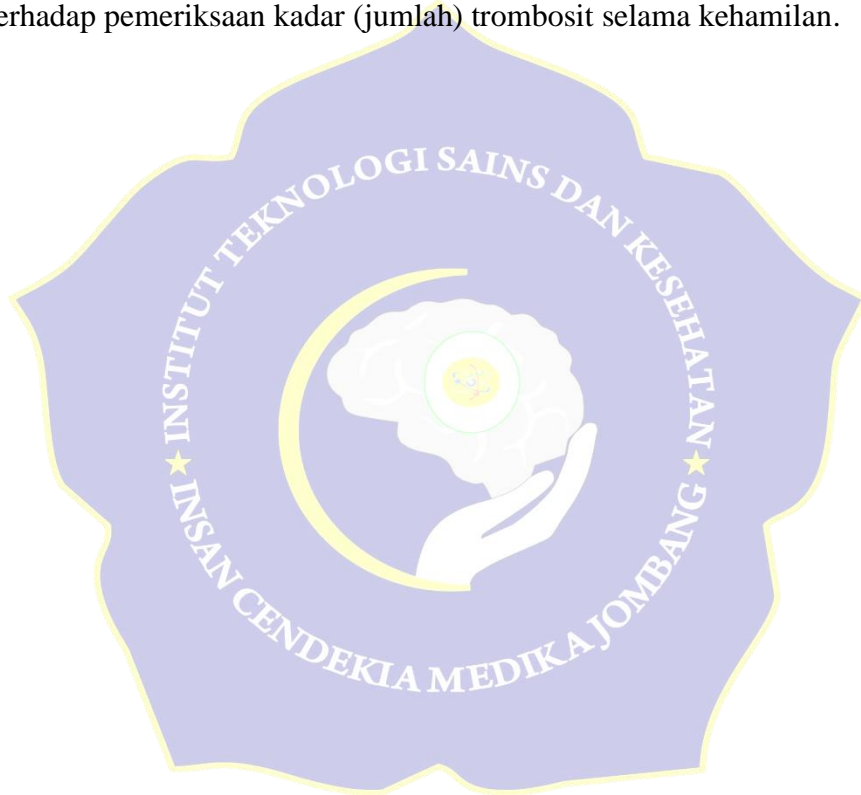 erhadap pemeriksaan kadar (jumlah) trombosit selama kehamilan.
INSTITUT TEKNOLOGI SAINS DAN KESEHATAN
INSAN CENDEKIA MEDIKA JOMBANG